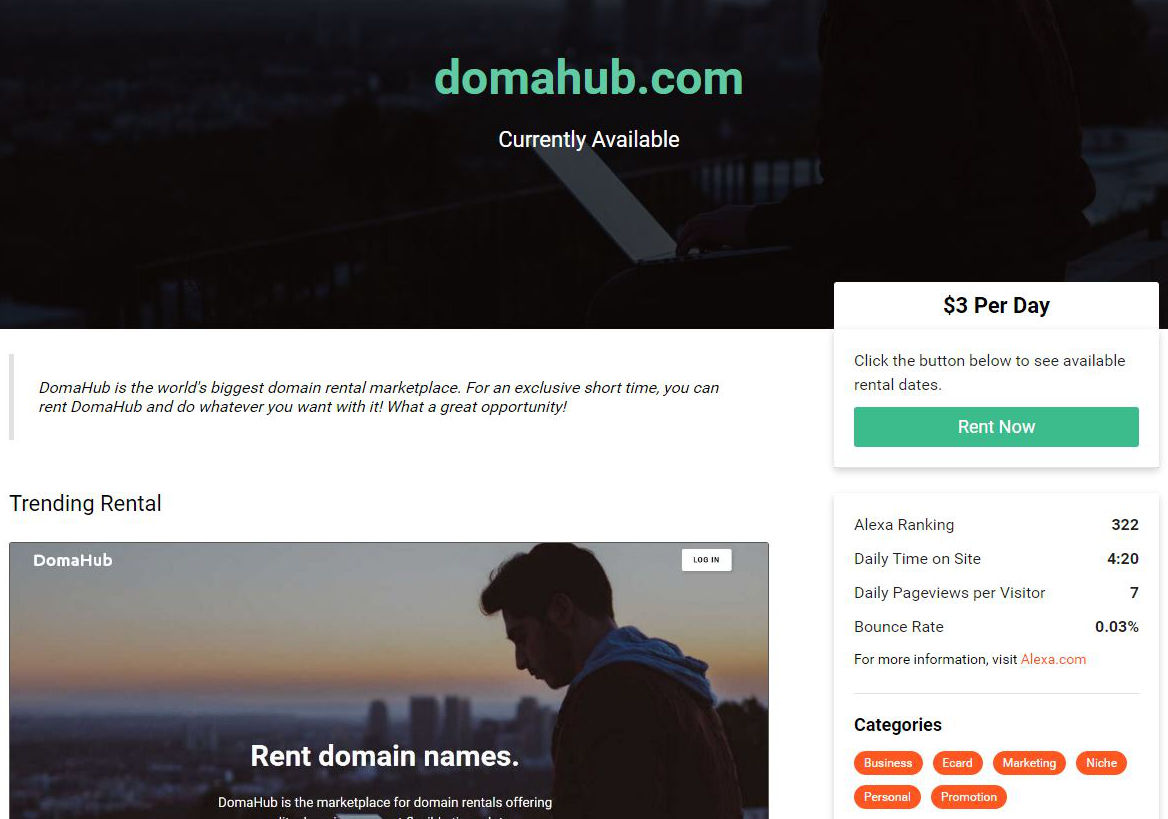 domahub.com
Currently Available
$3 Per Day
Click the button below to see available
rental dates.
Rent Now
DomaHub is the world's biggest domain rental marketplace. For an exclusive short time, you can
rent DomaHub and do whatever you want with it! What a great opportunity!
Trending Rental
DomaHub
LOG IN
Rent domain names.
DomaHub is the marketplace for domain rentals offering
Alexa Ranking 322
Daily Time on Site 4:20
Daily Pageviews per Visitor 7
Bounce Rate 0.03%
For more information, visit Alexa.com
Categories
Business Ecard Marketing Niche
Personal Promotion